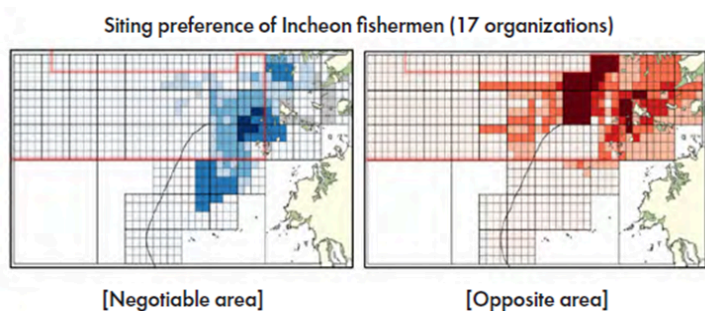 Siting preference of Incheon fishermen (17 organizations)
[Negotiable area]
[Opposite area]